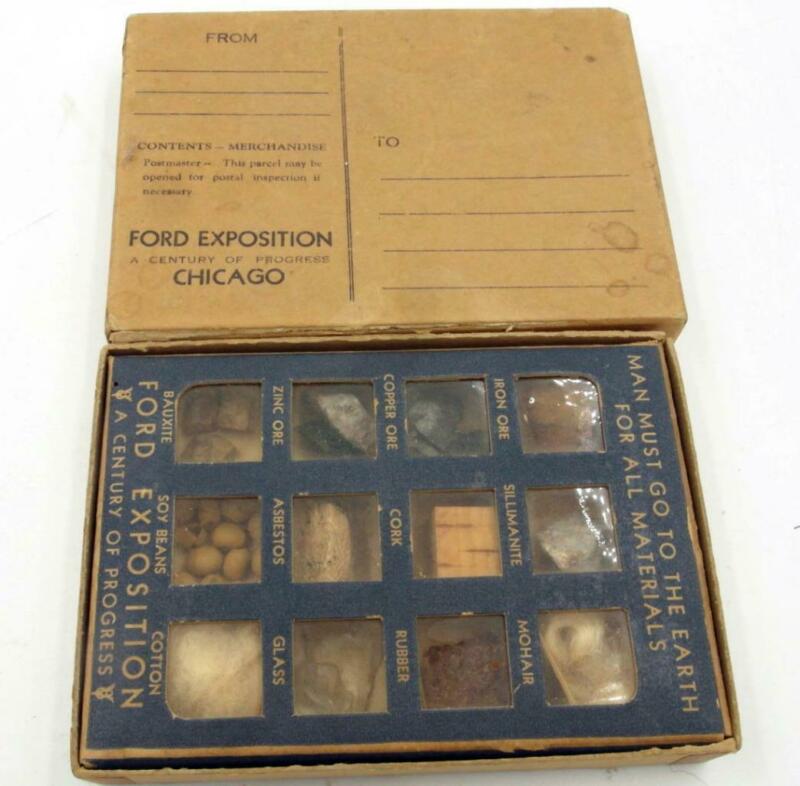 FROM
CONTENTS – MERCHANDISE
Postmaster – This parcel may be
opened for postal inspection if
necessary.
FORD EXPOSITION
A CENTURY OF PROGRESS
CHICAGO
TO
MAN MUST GO TO THE EARTH
FOR ALL MATERIALS
IRON ORE
SILLIMANITE
MOHAIR
COPPER ORE
CORK
RUBBER
ZINC ORE
ASBESTOS
GLASS
BAUXITE
SOY BEANS
COTTON
FORD EXPOSITION
A CENTURY OF PROGRESS